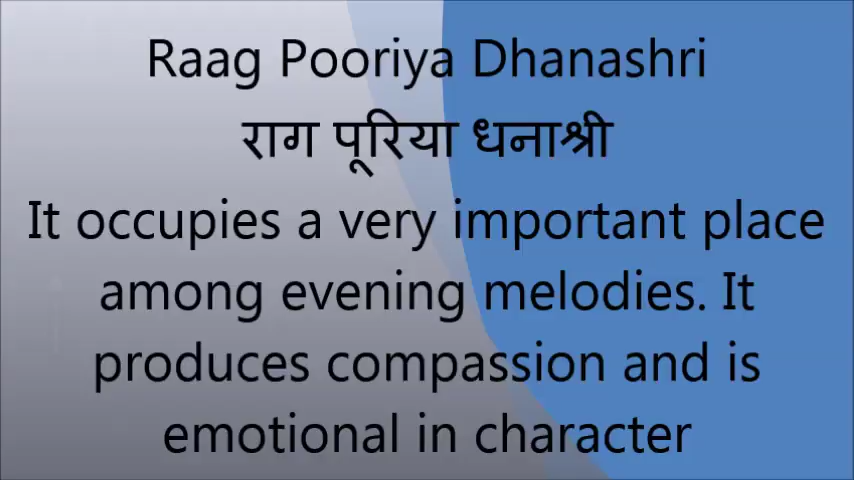 Raag Pooriya Dhanashri
राग पूरिया धनाश्री
It occupies a very important place
among evening melodies. It
produces compassion and is
emotional in character